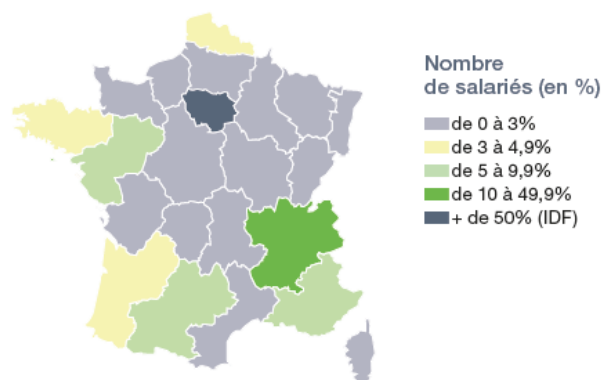 Nombre
de salariés (en %)
de 0 à 3%
de 3 à 4,9%
de 5 à 9,9%
de 10 à 49,9%
+ de 50% (IDF)